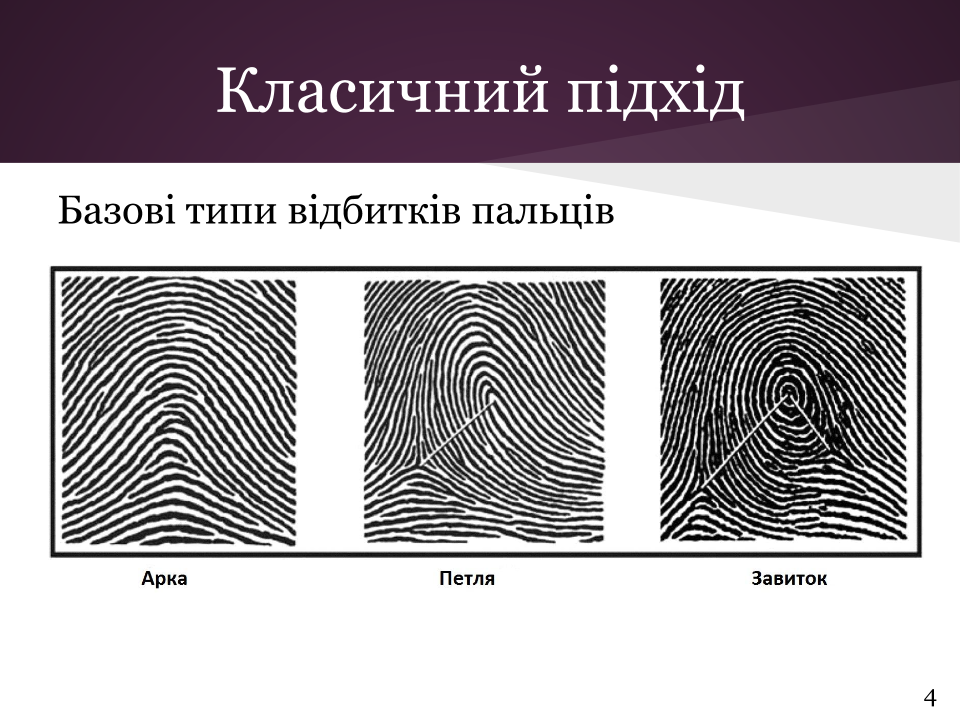 Класичний підхід
Базові типи відбитків пальців
Арка
Петля
Завиток
4